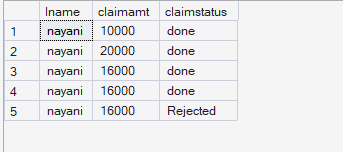 lname claimamt claimstatus
1 nayani 10000 done
2 nayani 20000 done
3 nayani 16000 done
4 nayani 16000 done
5 nayani 16000 Rejected